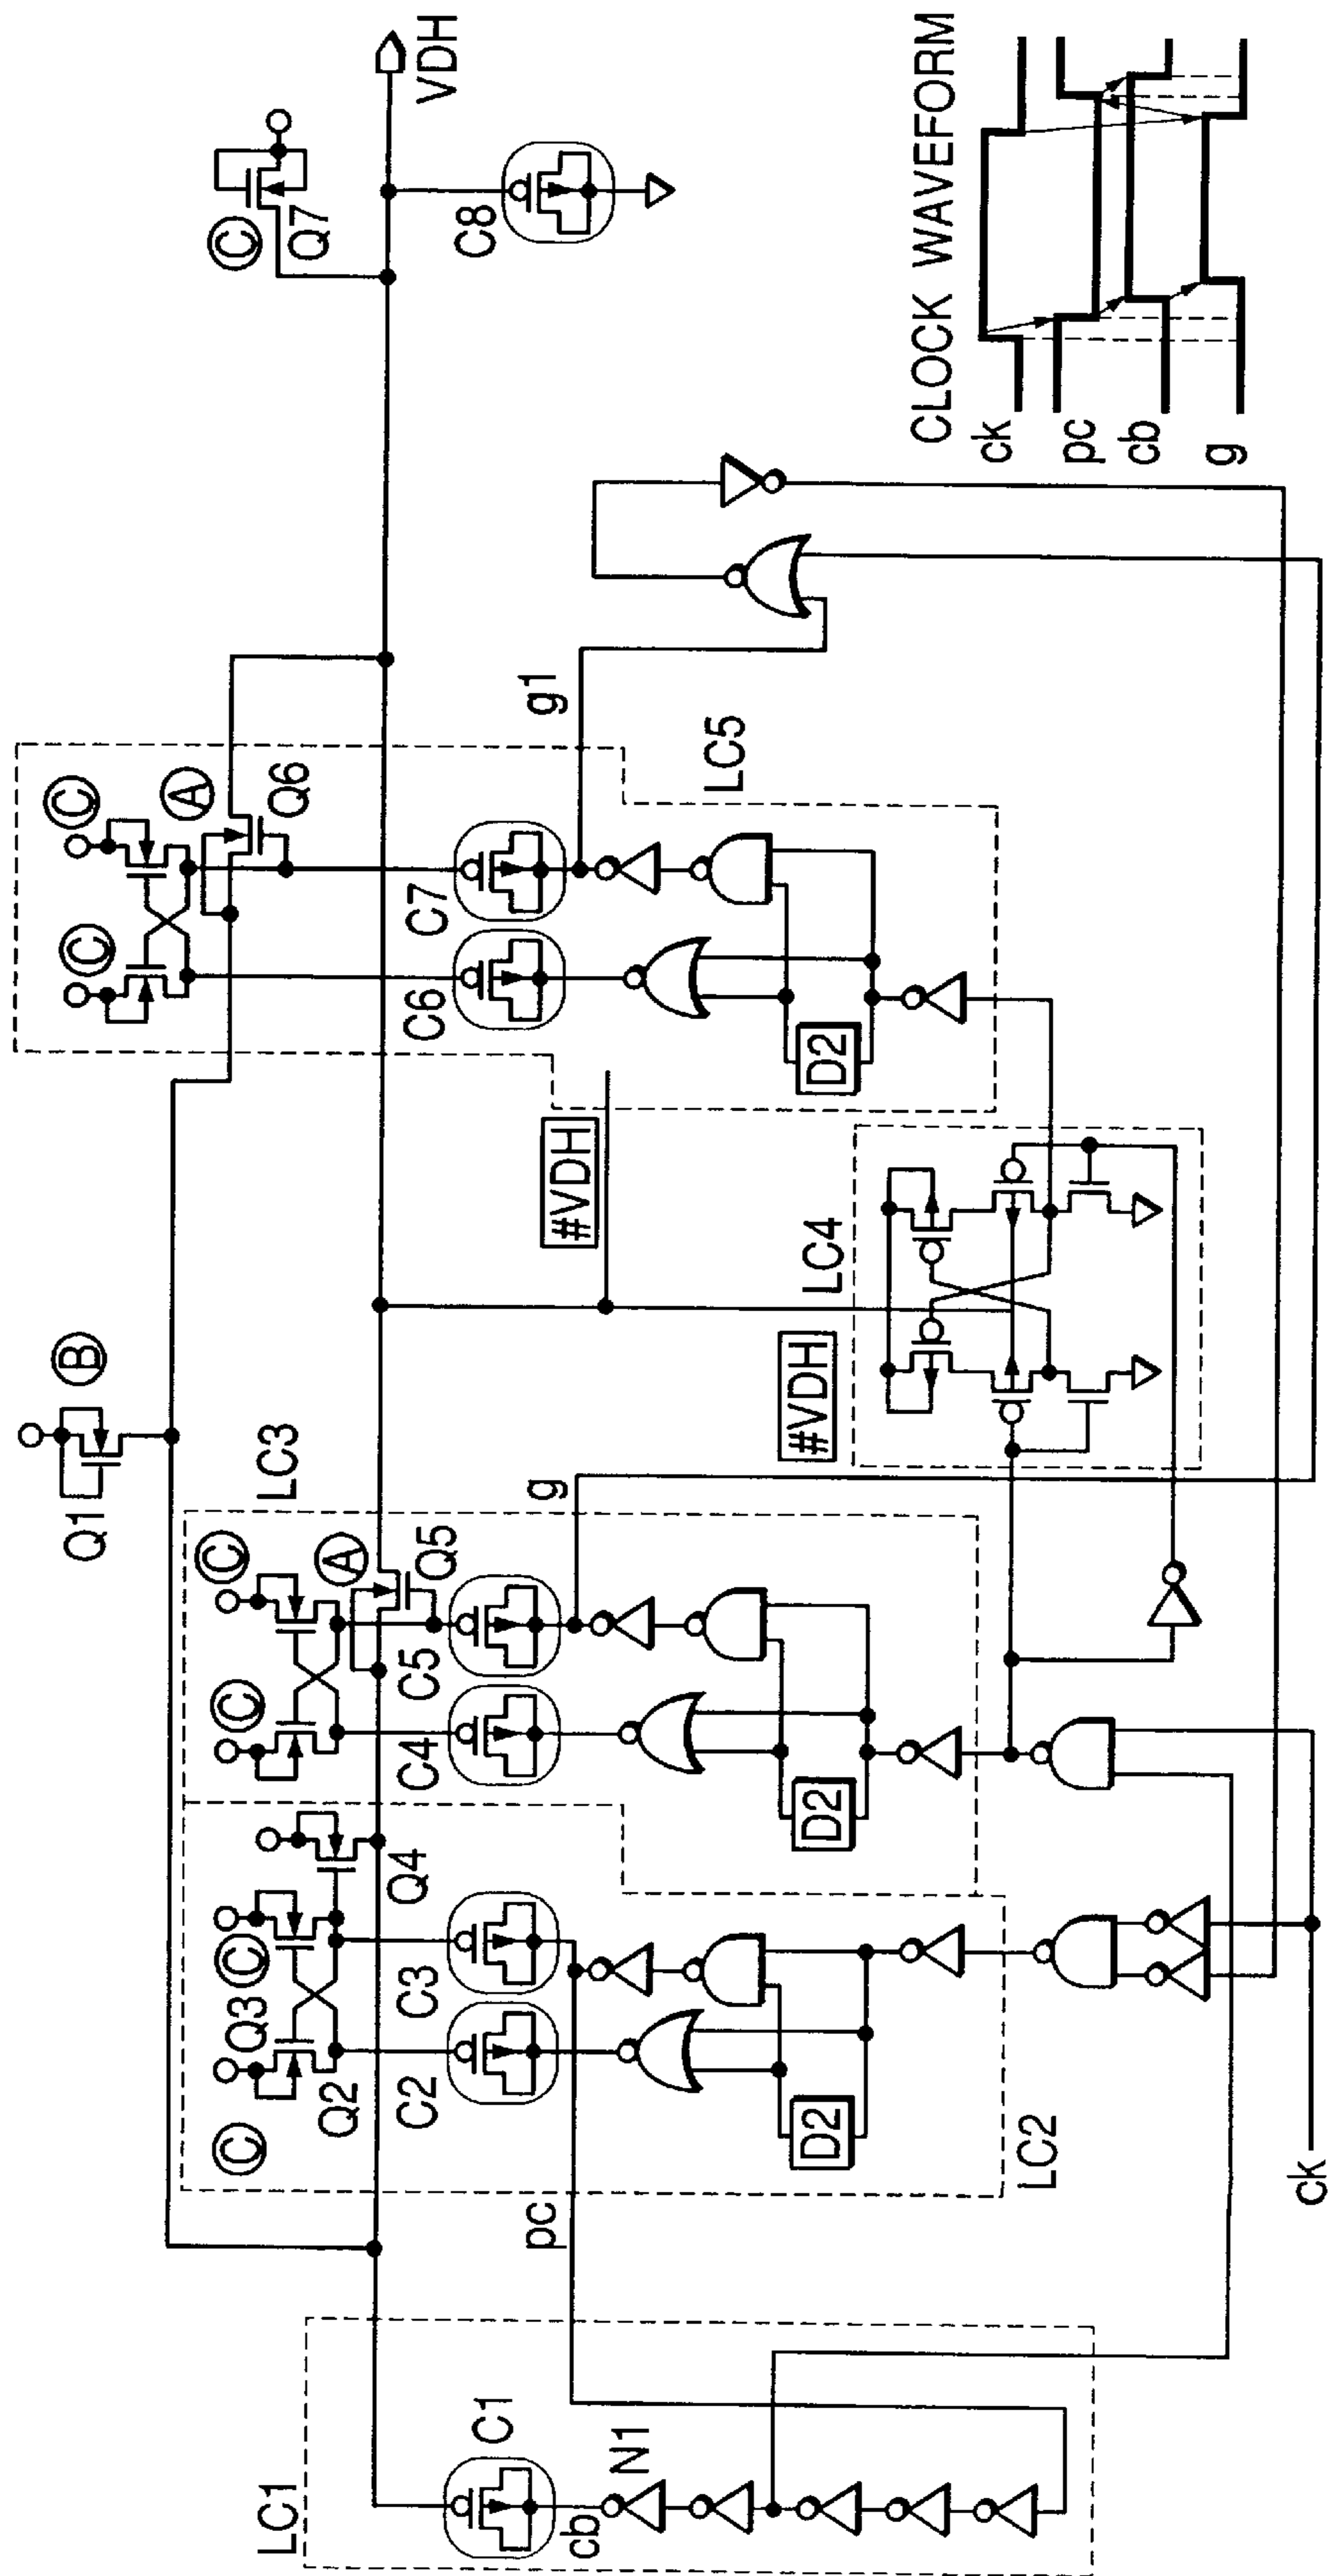 Q1
Ⓑ
VDH
Ⓒ
Q7
C8
Ⓒ
Ⓒ
Ⓐ
Q6
C6
C7
g1
LC5
D2
#VDH
LC3
Ⓒ
Ⓒ
Ⓐ
Q5
C4
C5
g
D2
Ⓒ
Q2
Q3
Ⓒ
Q4
C2
C3
pc
D2
LC2
LC1
C1
cb
N1
#VDH
LC4
ck
CLOCK WAVEFORM
ck
pc
cb
g